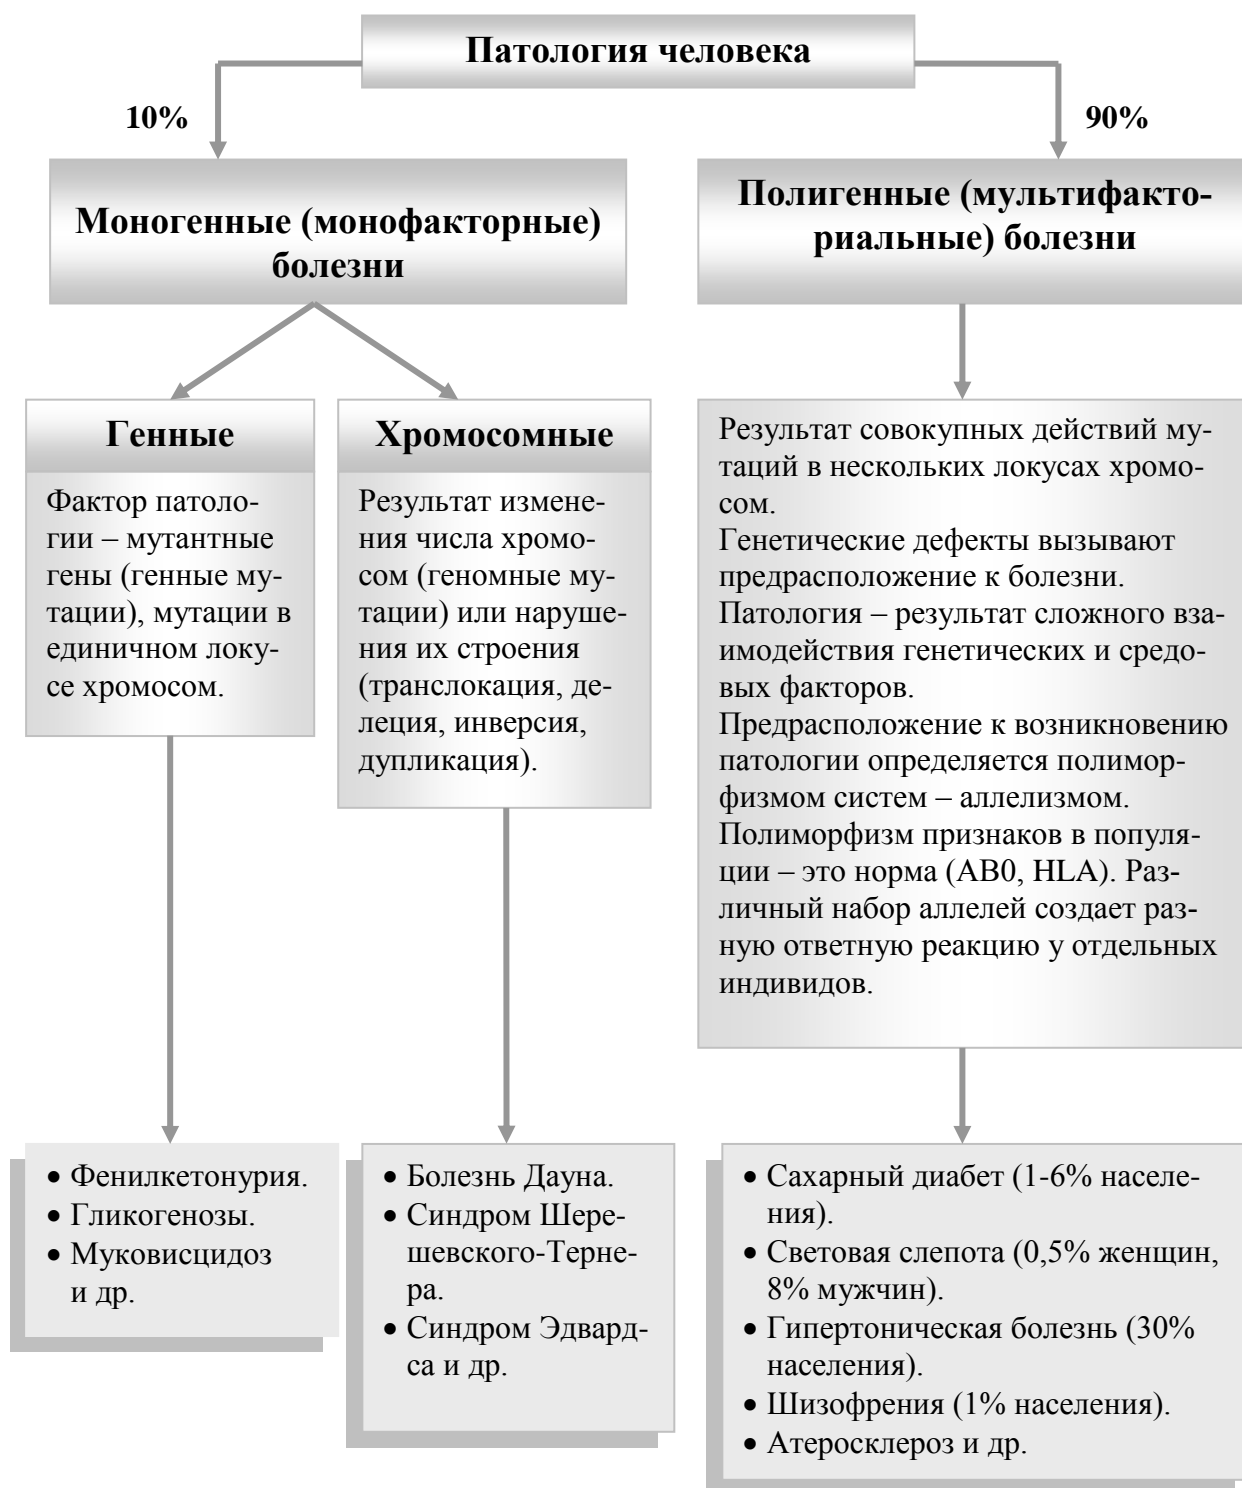 Патология человека
10%
90%
Моногенные (монофакторные)
болезни
Полигенные (мультифакто-
риальные) болезни
Генные
Фактор патоло-
гии – мутантные
гены (генные му-
тации), мутации в
единичном локу-
се хромосом.
Хромосомные
Результат измене-
ния числа хромо-
сом (геномные му-
тации) или наруше-
ния их строения
(транслокация, де-
леция, инверсия,
дупликация).
Результат совокупных действий му-
таций в нескольких локусах хромо-
сом.
Генетические дефекты вызывают
предрасположение к болезни.
Патология – результат сложного вза-
имодействия генетических и средо-
вых факторов.
Предрасположение к возникновению
патологии определяется полимор-
физмом систем – аллелизмом.
Полиморфизм признаков в популя-
ции – это норма (АВ0, HLA). Раз-
личный набор аллелей создает раз-
ную ответную реакцию у отдельных
индивидов.
• Фенилкетонурия.
• Гликогенозы.
• Муковисцидоз
и др.
• Болезнь Дауна.
• Синдром Шере-
шевского-Терне-
ра.
• Синдром Эдвард-
са и др.
• Сахарный диабет (1-6% населе-
ния).
• Световая слепота (0,5% женщин,
8% мужчин).
• Гипертоническая болезнь (30%
населения).
• Шизофрения (1% населения).
• Атеросклероз и др.